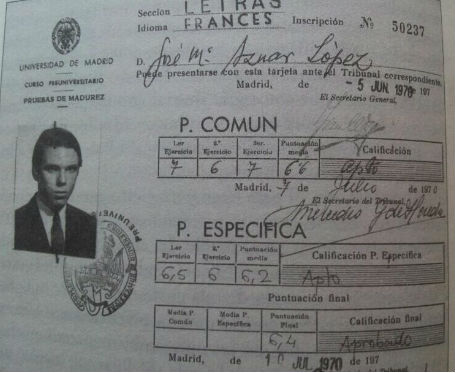 Sección LETRAS
Idioma FRANCES Inscripción Nº 50237
UNIVERSIDAD DE MADRID
CURSO PREUNIVERSITARIO
PRUEBAS DE MADUREZ
D. José Mª Aznar López
Puede presentarse con esta tarjeta ante el Tribunal correspondiente.
Madrid, de - 5 JUN. 1970 de 197
El Secretario General,
P. COMUN
1.er Ejercicio 2.º Ejercicio 3er. Ejercicio Puntuación media Calificación
7 6 7 6,6 Apto
Madrid, 7 de Julio de 1970
El Secretario del Tribunal
P. ESPECIFICA
1.er Ejercicio 2.º Ejercicio Puntuación media Calificación P. Específica
6,5 6 6,2 Apto
Puntuación final
Media P. Común Media P. Específica Puntuación Final Calificación final
6,4 Aprobado
Madrid, de 10 JUL 1970 de 197